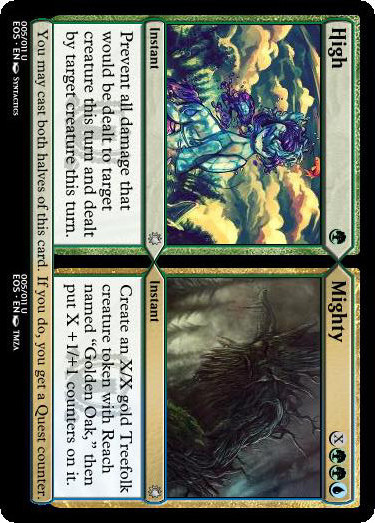 High
Instant
Prevent all damage that
would be dealt to target
creature this turn and dealt
by target creature this turn.
Mighty
X
Instant
Create an X/X gold Treefolk
creature token with Reach
named "Golden Oak," then
put X +1/+1 counters on it.
You may cast both halves of this card. If you do, you get a Quest counter.
005/011 U
EOS · EN SYNTACTICS
005/011 U
EOS · EN TMZA